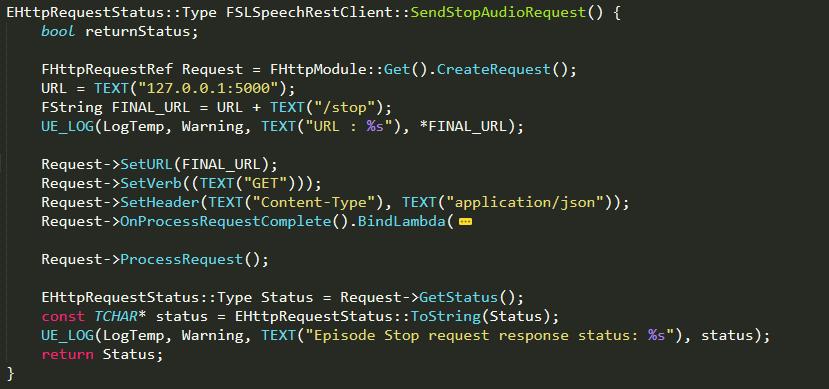 EHttpRequestStatus::Type FSLSpeechRestClient::SendStopAudioRequest() {
    bool returnStatus;

    FHttpRequestRef Request = FHttpModule::Get().CreateRequest();
    URL = TEXT("127.0.0.1:5000");
    FString FINAL_URL = URL + TEXT("/stop");
    UE_LOG(LogTemp, Warning, TEXT("URL : %s"), *FINAL_URL);

    Request->SetURL(FINAL_URL);
    Request->SetVerb((TEXT("GET")));
    Request->SetHeader(TEXT("Content-Type"), TEXT("application/json"));
    Request->OnProcessRequestComplete().BindLambda(

    Request->ProcessRequest();

    EHttpRequestStatus::Type Status = Request->GetStatus();
    const TCHAR* status = EHttpRequestStatus::ToString(Status);
    UE_LOG(LogTemp, Warning, TEXT("Episode Stop request response status: %s"), status);
    return Status;
}